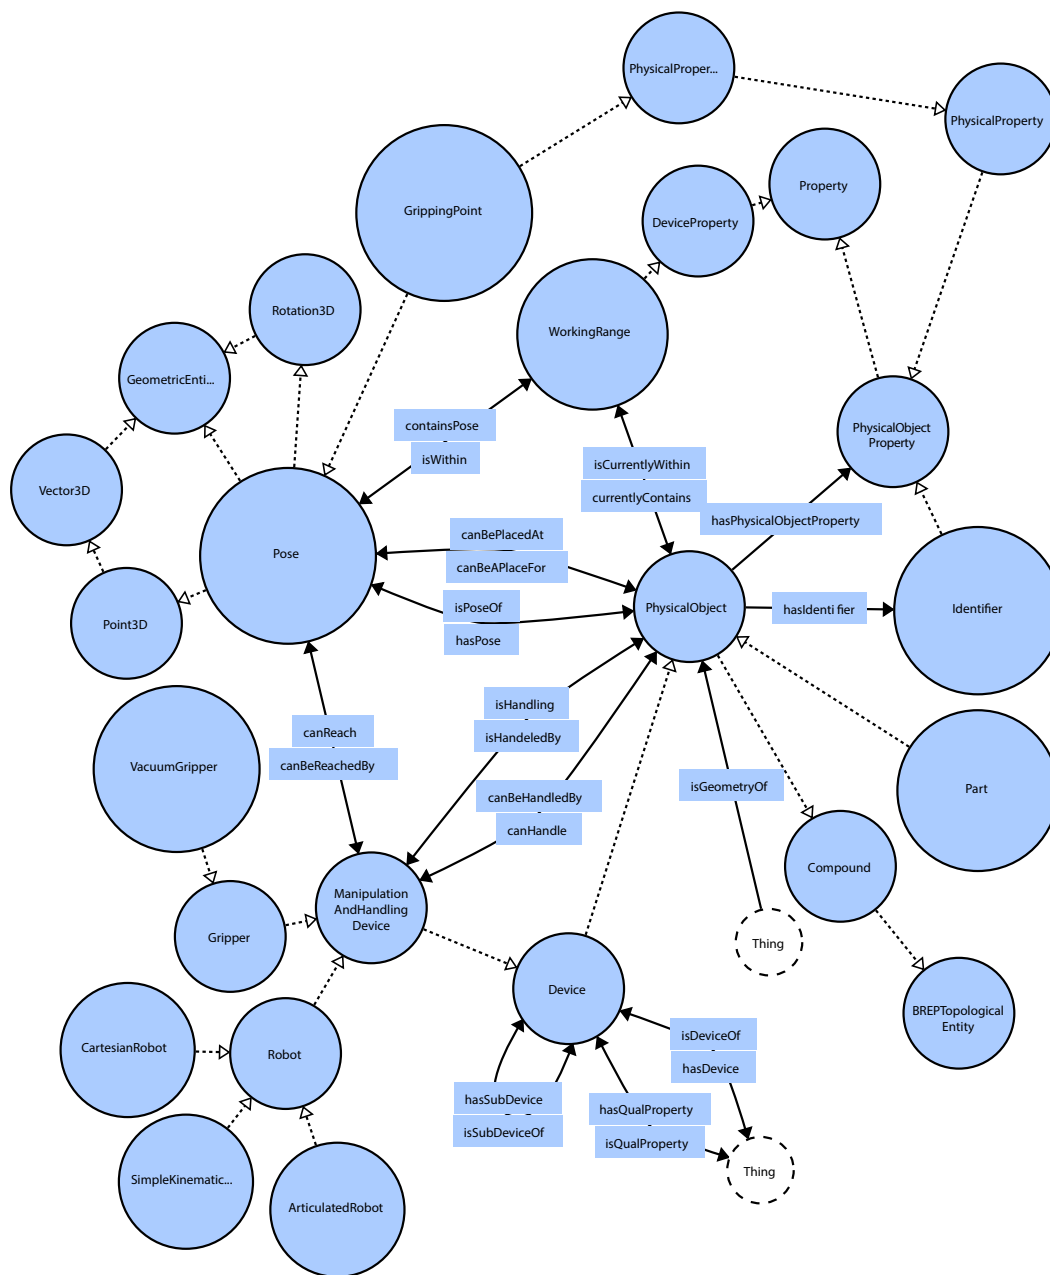 PhysicalProper...
PhysicalProperty
Property
GrippingPoint
DeviceProperty
Rotation3D
WorkingRange
GeometricEnti...
containsPose
isWithin
PhysicalObject
Property
isCurrentlyWithin
currentlyContains
Vector3D
hasPhysicalObjectProperty
canBePlacedAt
canBeAPlaceFor
Pose
isPoseOf
hasPose
PhysicalObject
hasIdenti fier
Identifier
Point3D
isHandling
isHandeledBy
canReach
canBeReachedBy
VacuumGripper
canBeHandledBy
canHandle
isGeometryOf
Part
Compound
Manipulation
AndHandling
Device
Gripper
Thing
Device
BREPTopological
Entity
CartesianRobot
Robot
isDeviceOf
hasDevice
hasSubDevice
isSubDeviceOf
hasQualProperty
isQualProperty
Thing
SimpleKinematic...
ArticulatedRobot